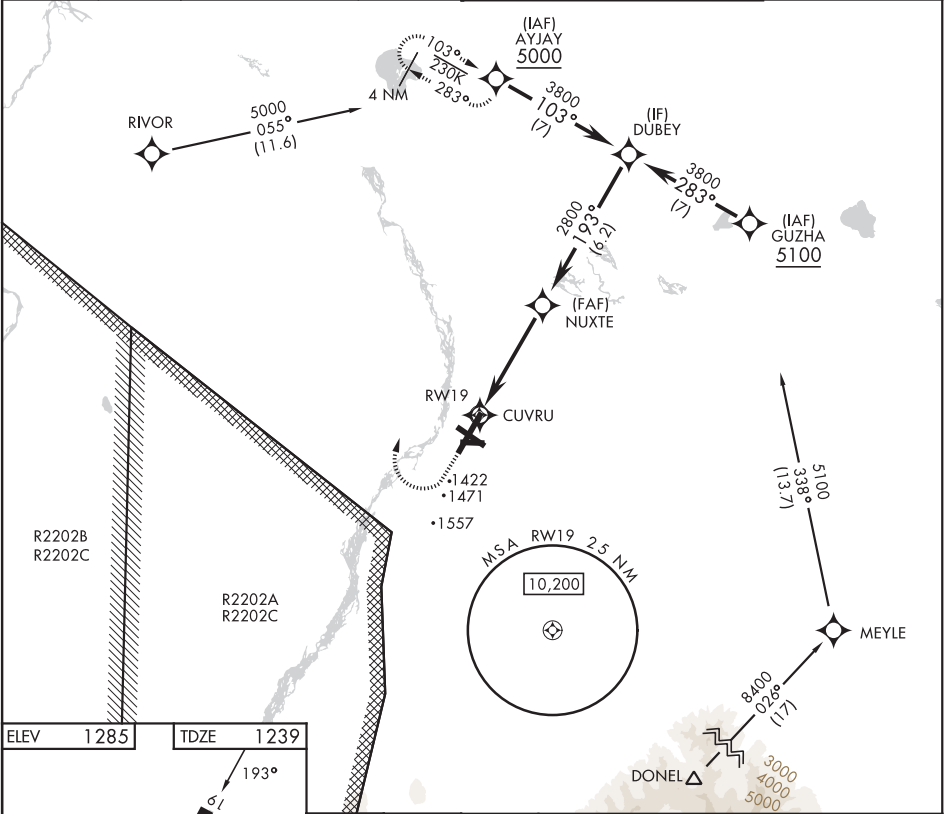 (IAF)
AYJAY
5000
103°
230K
283°
4 NM
3800
103°
(7)
(IF)
DUBEY
RIVOR
5000
055°
(11.6)
3800
283°
(7)
(IAF)
GUZHA
5100
2800
193°
(6.2)
(FAF)
NUXTE
RW19
CUVRU
1422
1471
1557
5100
338°
(13.7)
R2202B
R2202C
MSA RW19 25 NM
10,200
R2202A
R2202C
MEYLE
8400
026°
(17)
ELEV 1285
TDZE 1239
193°
19
DONEL
3000
4000
5000